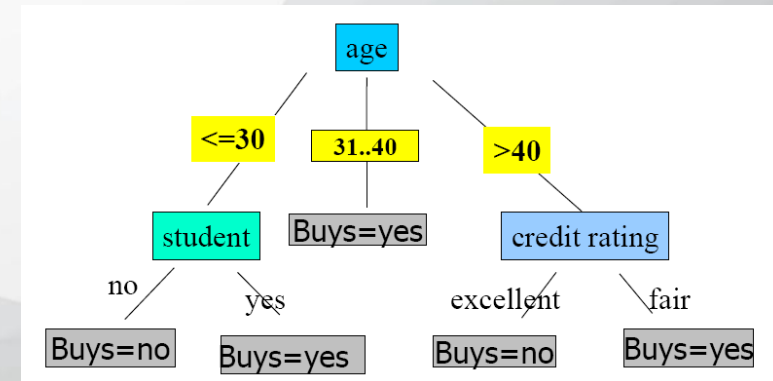 age
<=30
31..40
>40
student
Buys=yes
credit rating
no
yes
excellent
fair
Buys=no
Buys=yes
Buys=no
Buys=yes